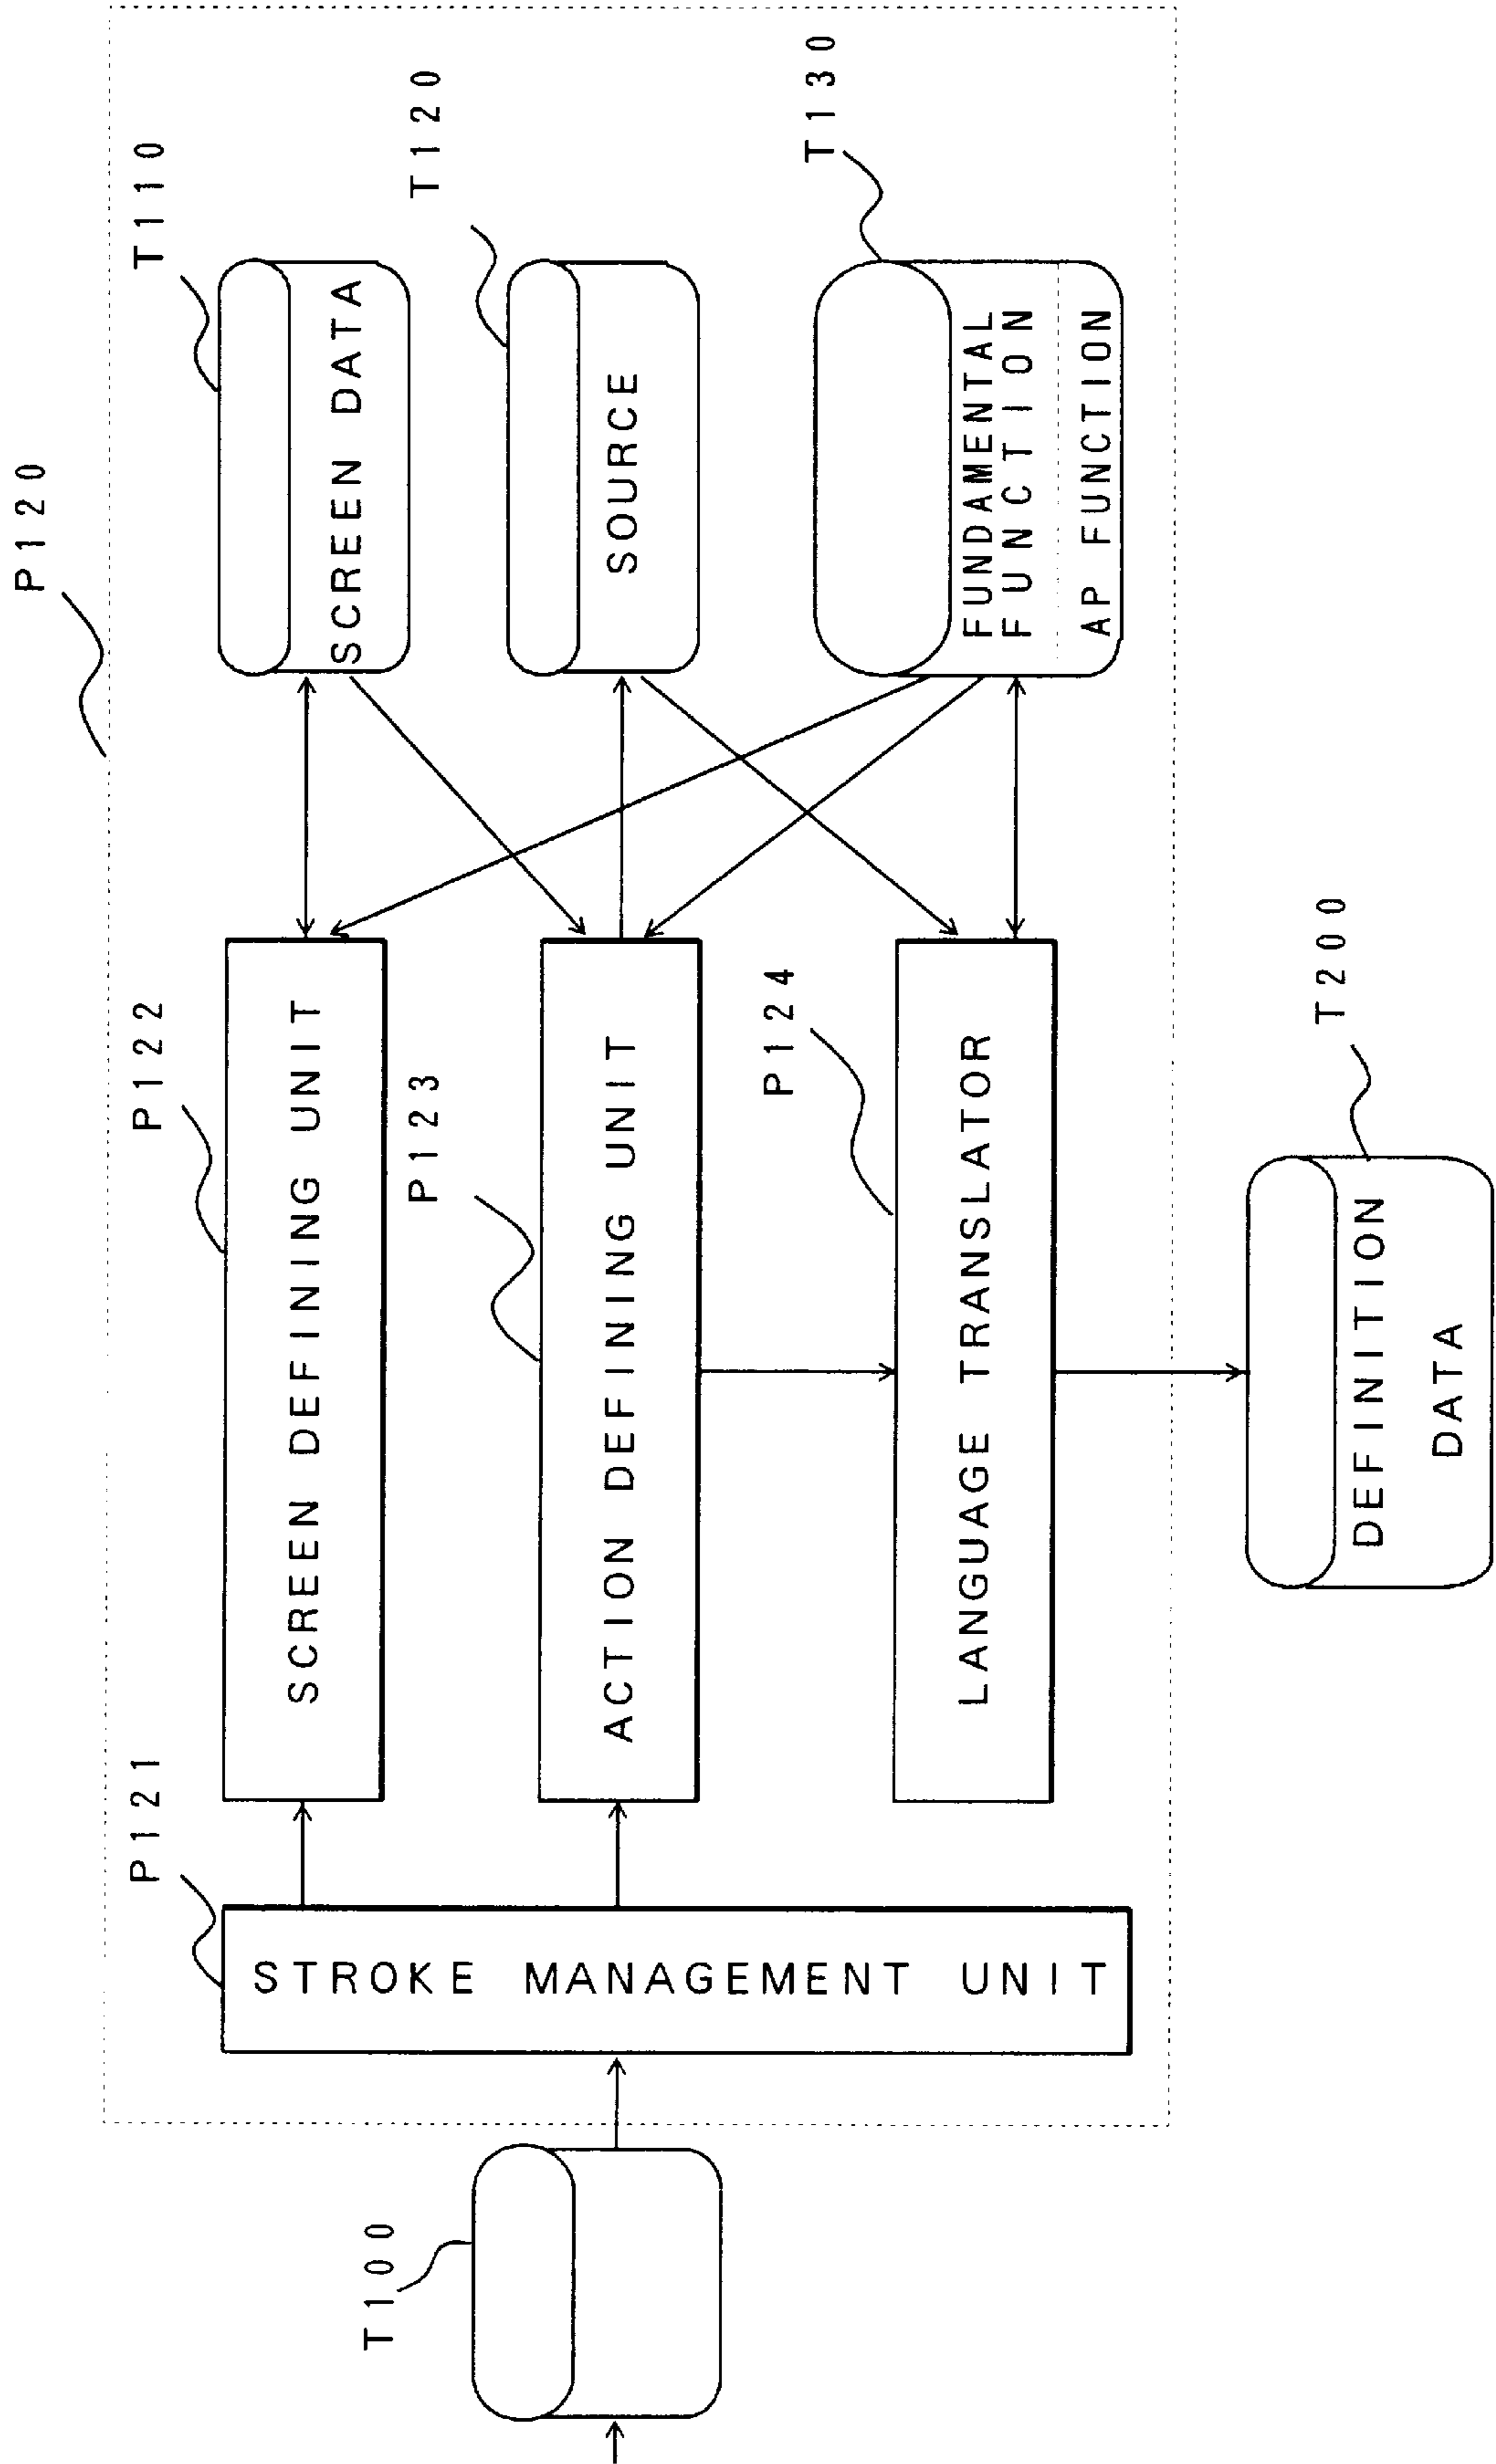 P120
P121
STROKE MANAGEMENT UNIT
T100
P122
SCREEN DEFINING UNIT
P123
ACTION DEFINING UNIT
P124
LANGUAGE TRANSLATOR
T110
SCREEN DATA
T120
SOURCE
T130
FUNDAMENTAL
FUNCTION
AP FUNCTION
T200
DEFINITION
DATA